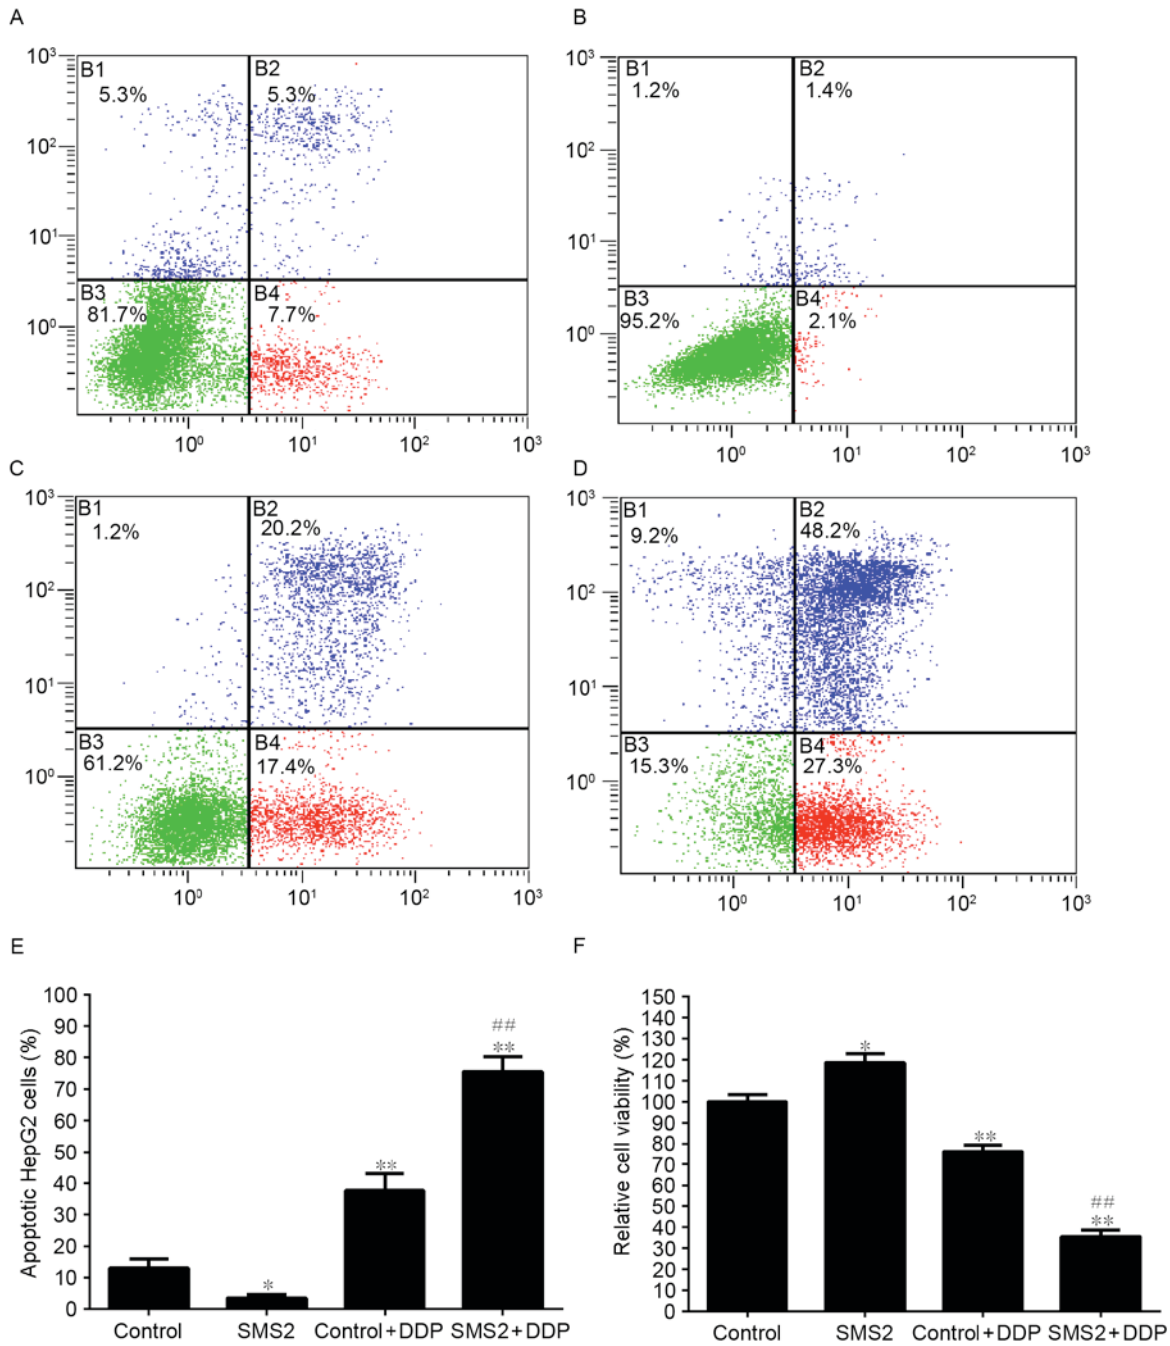 A
B
10³
B1
5.3%
B2
5.3%
10²
10¹
B3
81.7%
B4
7.7%
10⁰
10⁰
10¹
10²
10³
10³
B1
1.2%
B2
1.4%
10²
10¹
B3
95.2%
B4
2.1%
10⁰
10⁰
10¹
10²
10³
C
D
10³
B1
1.2%
B2
20.2%
10²
10¹
B3
61.2%
B4
17.4%
10⁰
10⁰
10¹
10²
10³
10³
B1
9.2%
B2
48.2%
10²
10¹
B3
15.3%
B4
27.3%
10⁰
10⁰
10¹
10²
10³
E
Apoptotic HepG2 cells (%)
100
90
80
70
60
50
40
30
20
10
0
*
**
##
**
Control
SMS2
Control+DDP
SMS2+DDP
F
Relative cell viability (%)
150
140
130
120
110
100
90
80
70
60
50
40
30
20
10
0
*
**
##
**
Control
SMS2
Control+DDP
SMS2+DDP